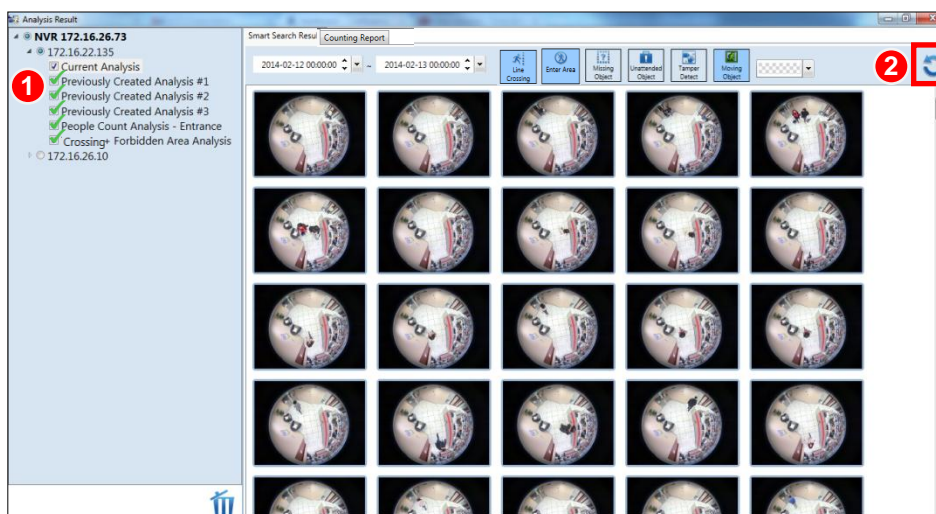 Analysis Result
NVR 172.16.26.73
172.16.22.135
Current Analysis
Previously Created Analysis #1
Previously Created Analysis #2
Previously Created Analysis #3
People Count Analysis - Entrance
Crossing+ Forbidden Area Analysis
172.16.26.10
1
Smart Search Resul
Counting Report
2014-02-12 00:00:00 ~ 2014-02-13 00:00:00
Line Crossing
Enter Area
Missing Object
Unattended Object
Tamper Detect
Moving Object
2